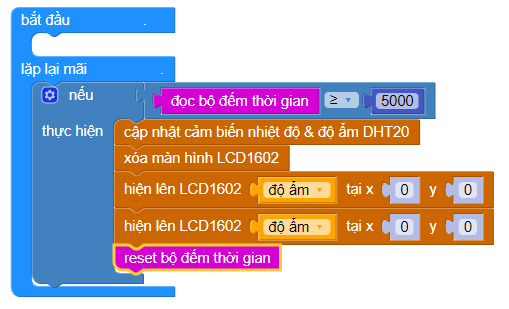 bắt đầu .
lặp lại mãi .
nếu đọc bộ đếm thời gian ≥ 5000
thực hiện cập nhật cảm biến nhiệt độ & độ ẩm DHT20
xóa màn hình LCD1602
hiện lên LCD1602 độ ẩm tại x 0 y 0
hiện lên LCD1602 độ ẩm tại x 0 y 0
reset bộ đếm thời gian